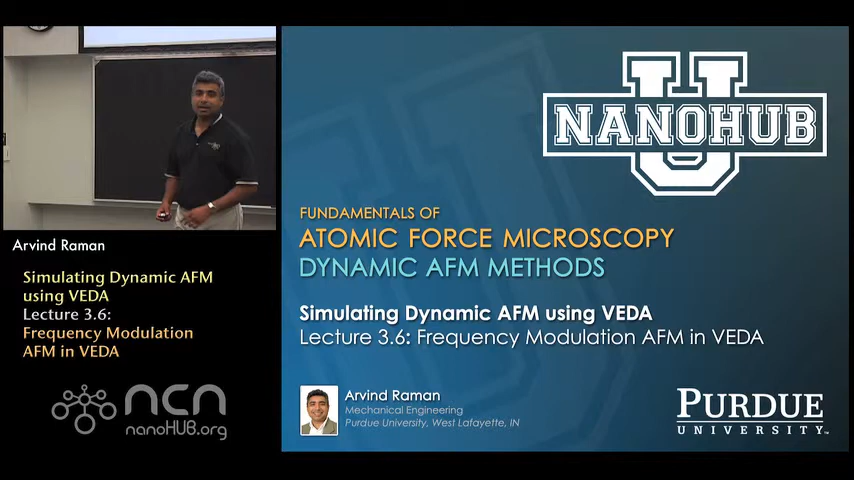 Arvind Raman
Simulating Dynamic AFM
using VEDA
Lecture 3.6:
Frequency Modulation
AFM in VEDA
ncn
nanoHUB.org
U
NANOHUB
FUNDAMENTALS OF
ATOMIC FORCE MICROSCOPY
DYNAMIC AFM METHODS
Simulating Dynamic AFM using VEDA
Lecture 3.6: Frequency Modulation AFM in VEDA
Arvind Raman
Mechanical Engineering
Purdue University, West Lafayette, IN
PURDUE
UNIVERSITY™